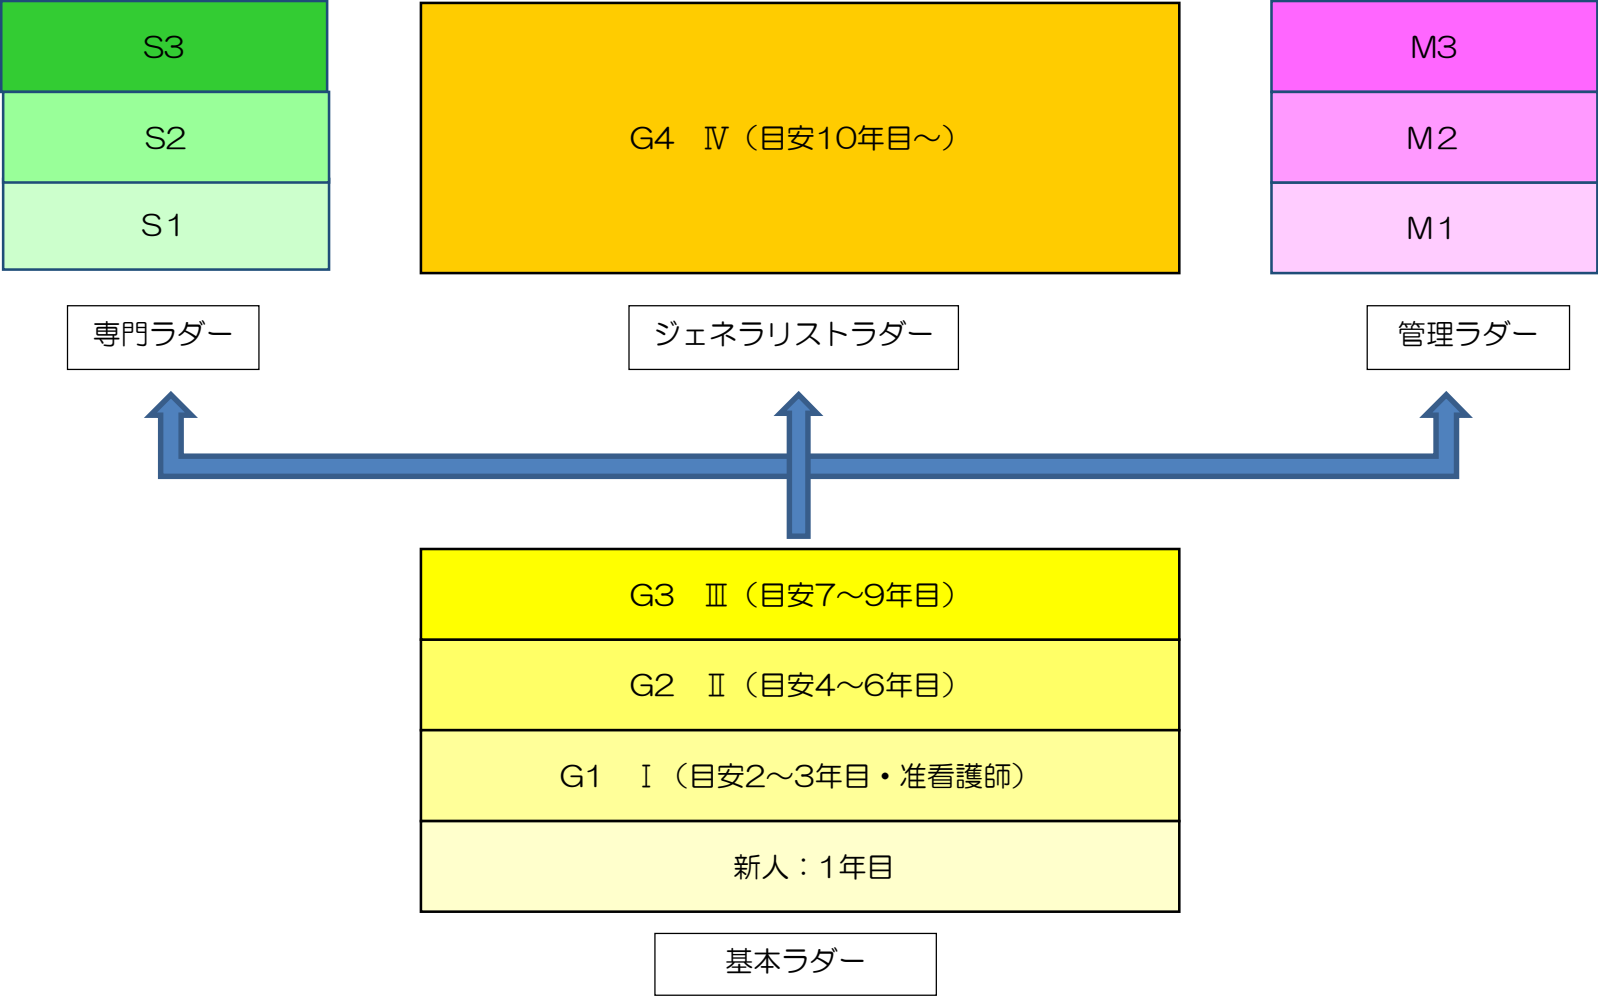 S3
S2
S1
G4　Ⅳ（目安10年目～）
M3
M2
M1
専門ラダー
ジェネラリストラダー
管理ラダー
G3　Ⅲ（目安7～9年目）
G2　Ⅱ（目安4～6年目）
G1　Ⅰ（目安2～3年目・准看護師）
新人：1年目
基本ラダー